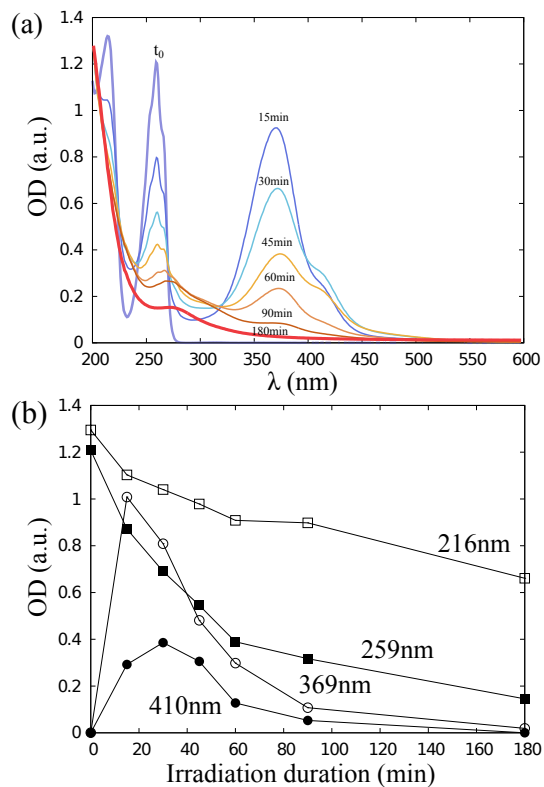 (a)
1.4
1.2
1
0.8
0.6
0.4
0.2
0
OD (a.u.)
t0
15min
30min
45min
60min
90min
180min
200 250 300 350 400 450 500 550 600
λ (nm)
(b)
1.4
1.2
1
0.8
0.6
0.4
0.2
0
OD (a.u.)
216nm
259nm
369nm
410nm
0 20 40 60 80 100 120 140 160 180
Irradiation duration (min)